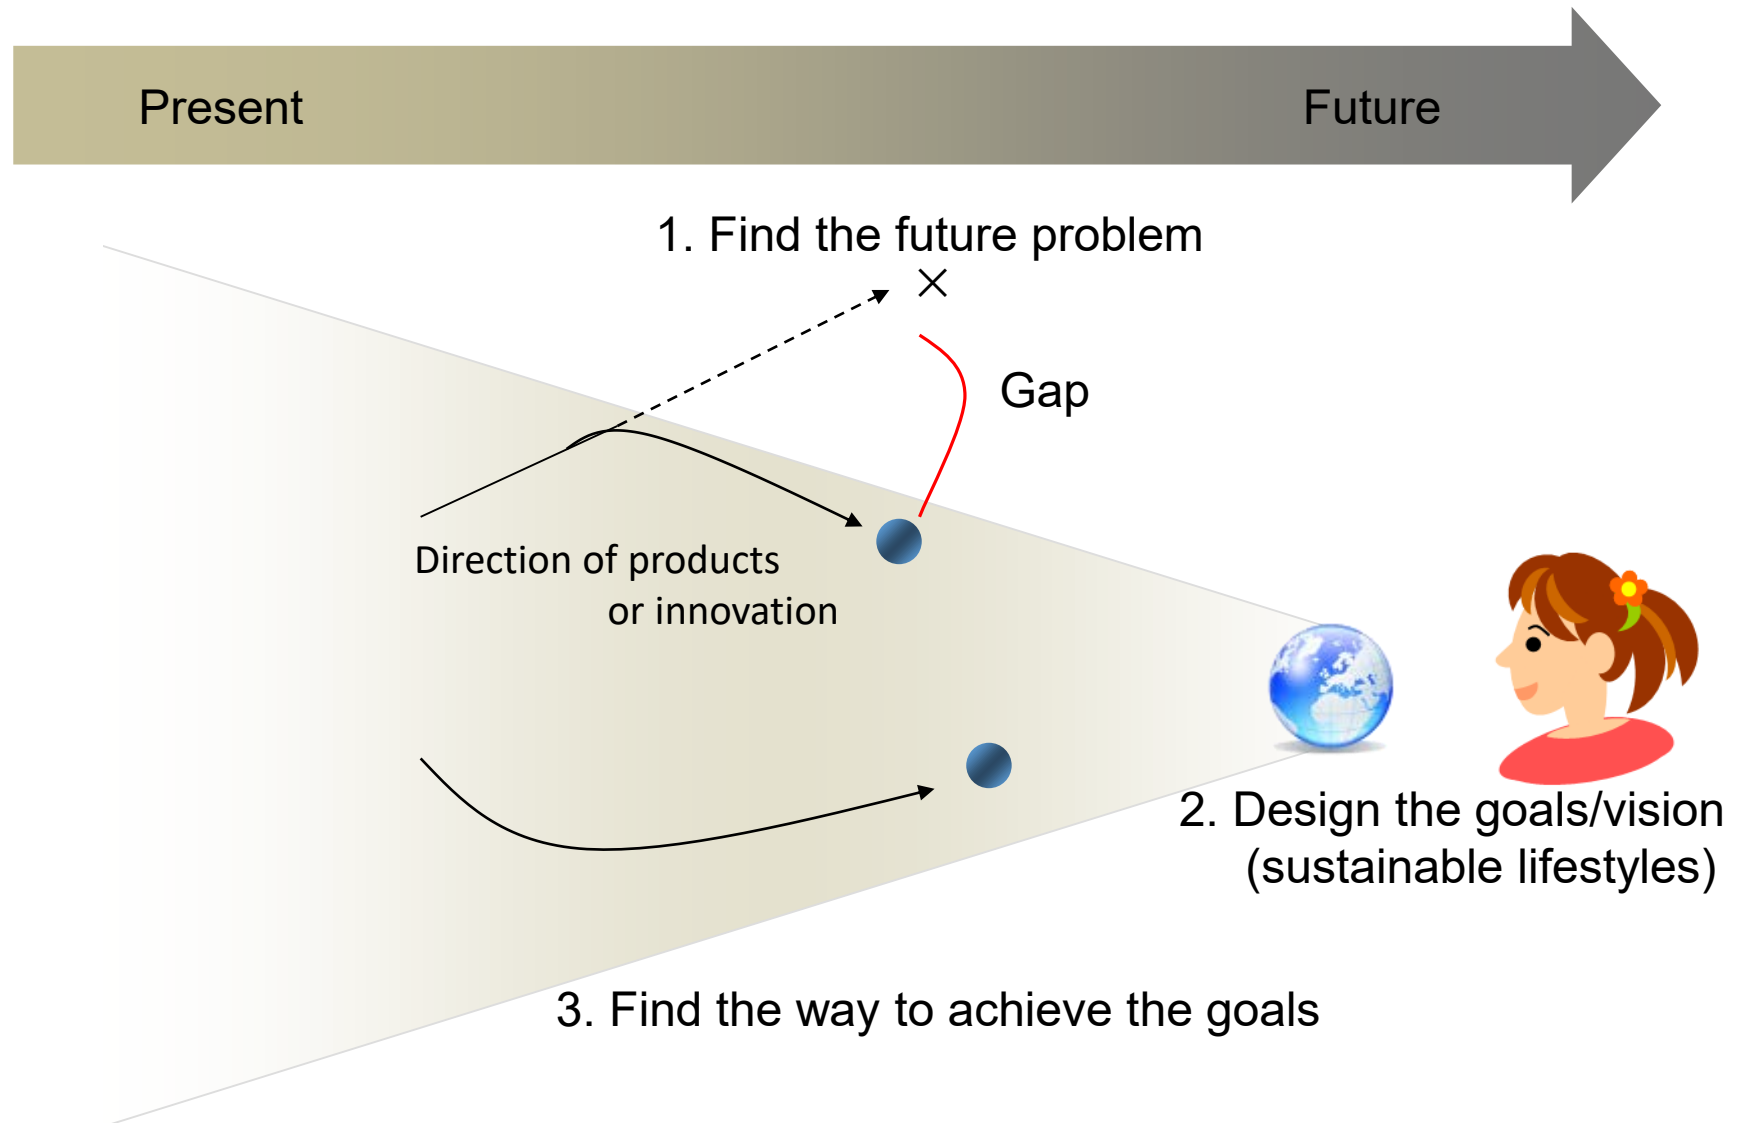 Present
Future
1. Find the future problem
Gap
Direction of products
or innovation
2. Design the goals/vision
(sustainable lifestyles)
3. Find the way to achieve the goals